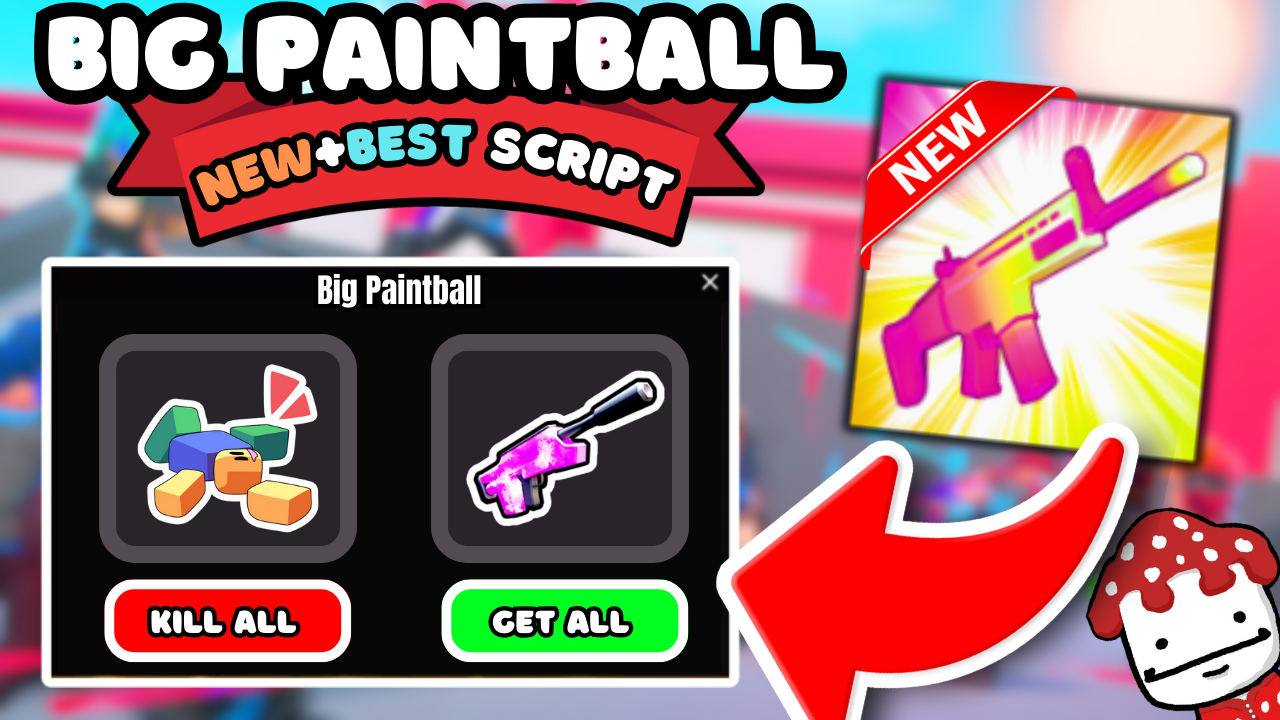 BIG PAINTBALL
NEW+BEST SCRIPT
NEW
Big Paintball
KILL ALL
GET ALL